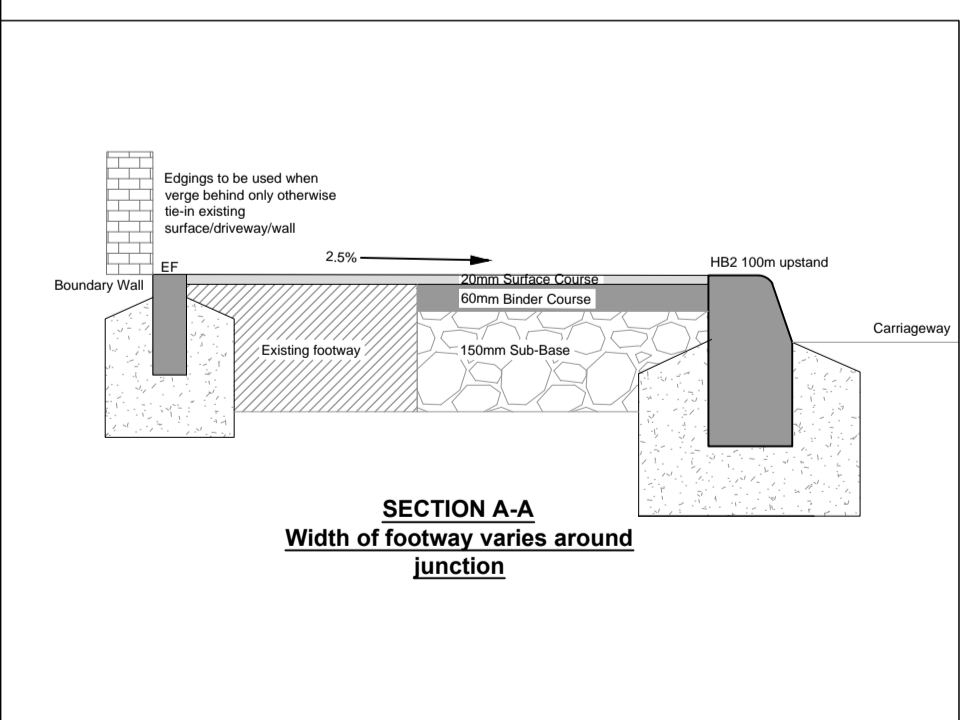 Edgings to be used when
verge behind only otherwise
tie-in existing
surface/driveway/wall
2.5%
EF
HB2 100m upstand
Boundary Wall
20mm Surface Course
60mm Binder Course
Carriageway
Existing footway
150mm Sub-Base
SECTION A-A
Width of footway varies around
junction